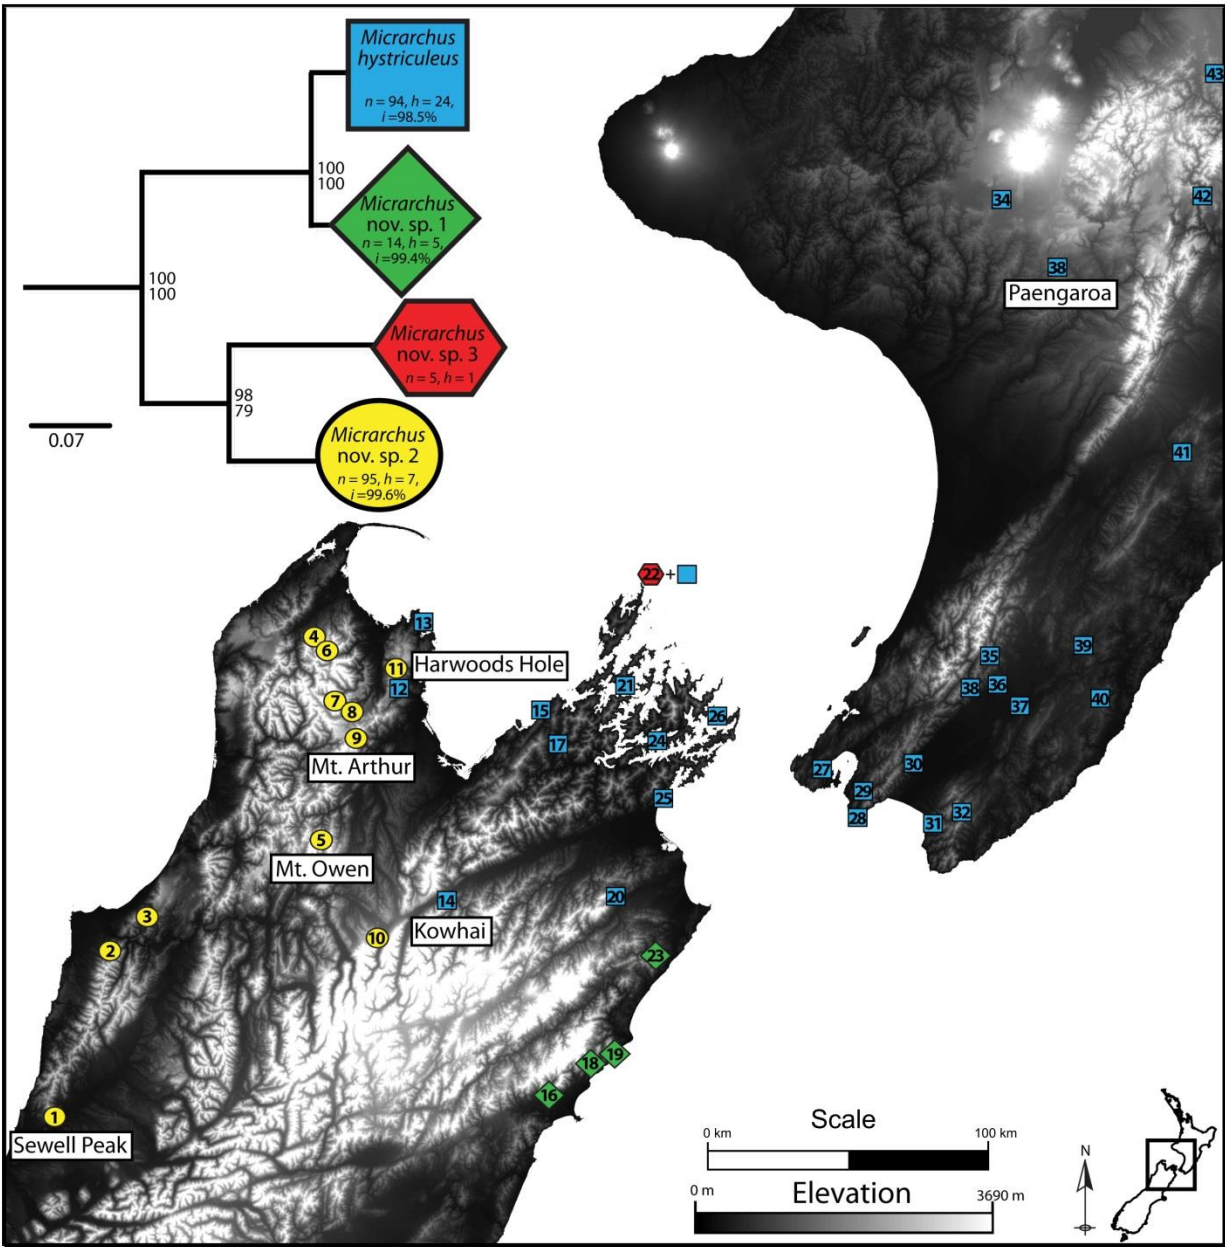 Micrarchus
hystriculeus
n = 94, h = 24,
i =98.5%
100
100
Micrarchus
nov. sp. 1
n = 14, h = 5,
i =99.4%
100
100
Micrarchus
nov. sp. 3
n = 5, h = 1
98
79
Micrarchus
nov. sp. 2
n = 95, h = 7,
i =99.6%
0.07
43
42
34
38
Paengaroa
41
22 +
13
4
6
11
Harwoods Hole
12
7
8
9
Mt. Arthur
15
17
21
26
24
25
5
Mt. Owen
39
35
38
36
37
40
30
27
29
28
31
32
14
Kowhai
20
3
2
10
23
19
18
16
1
Sewell Peak
Scale
0 km 100 km
0 m Elevation 3690 m
N